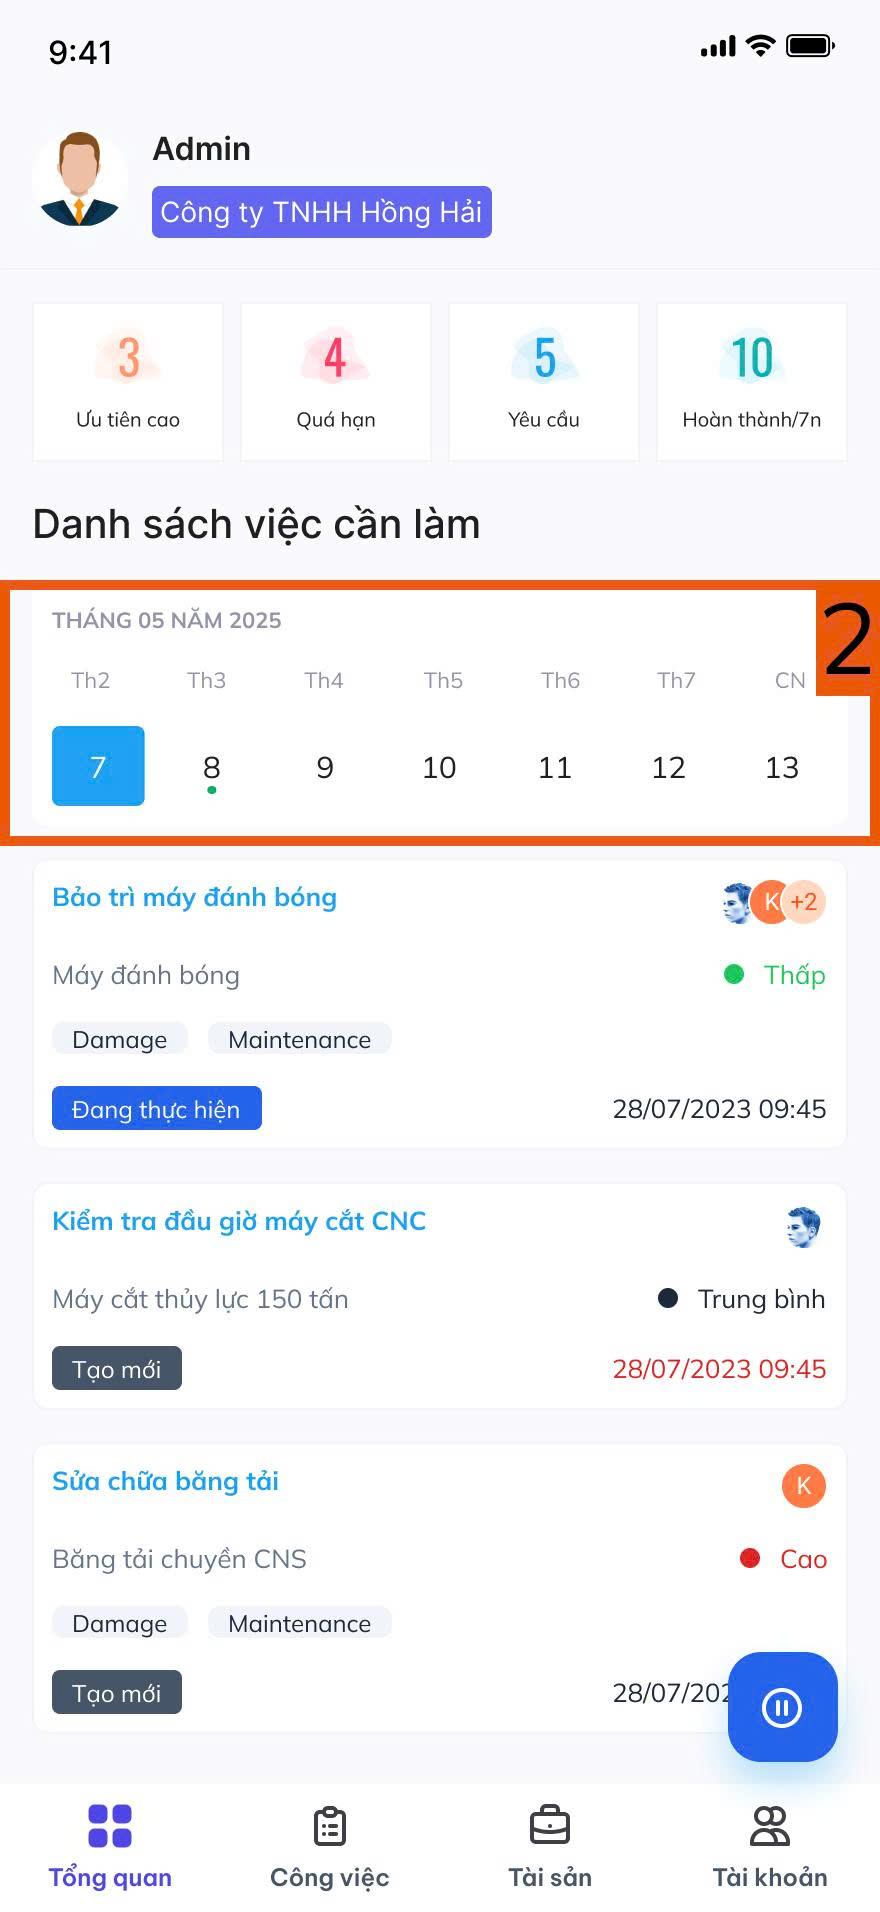 9:41
Admin
Công ty TNHH Hồng Hải
3 4 5 10
Ưu tiên cao Quá hạn Yêu cầu Hoàn thành/7n
Danh sách việc cần làm
THÁNG 05 NĂM 2025 2
Th2 Th3 Th4 Th5 Th6 Th7 CN
7 8 9 10 11 12 13
Bảo trì máy đánh bóng K +2
Máy đánh bóng Thấp
Damage Maintenance
Đang thực hiện 28/07/2023 09:45
Kiểm tra đầu giờ máy cắt CNC
Máy cắt thủy lực 150 tấn Trung bình
Tạo mới 28/07/2023 09:45
Sửa chữa băng tải K
Băng tải chuyền CNS Cao
Damage Maintenance
Tạo mới 28/07/202
Tổng quan Công việc Tài sản Tài khoản